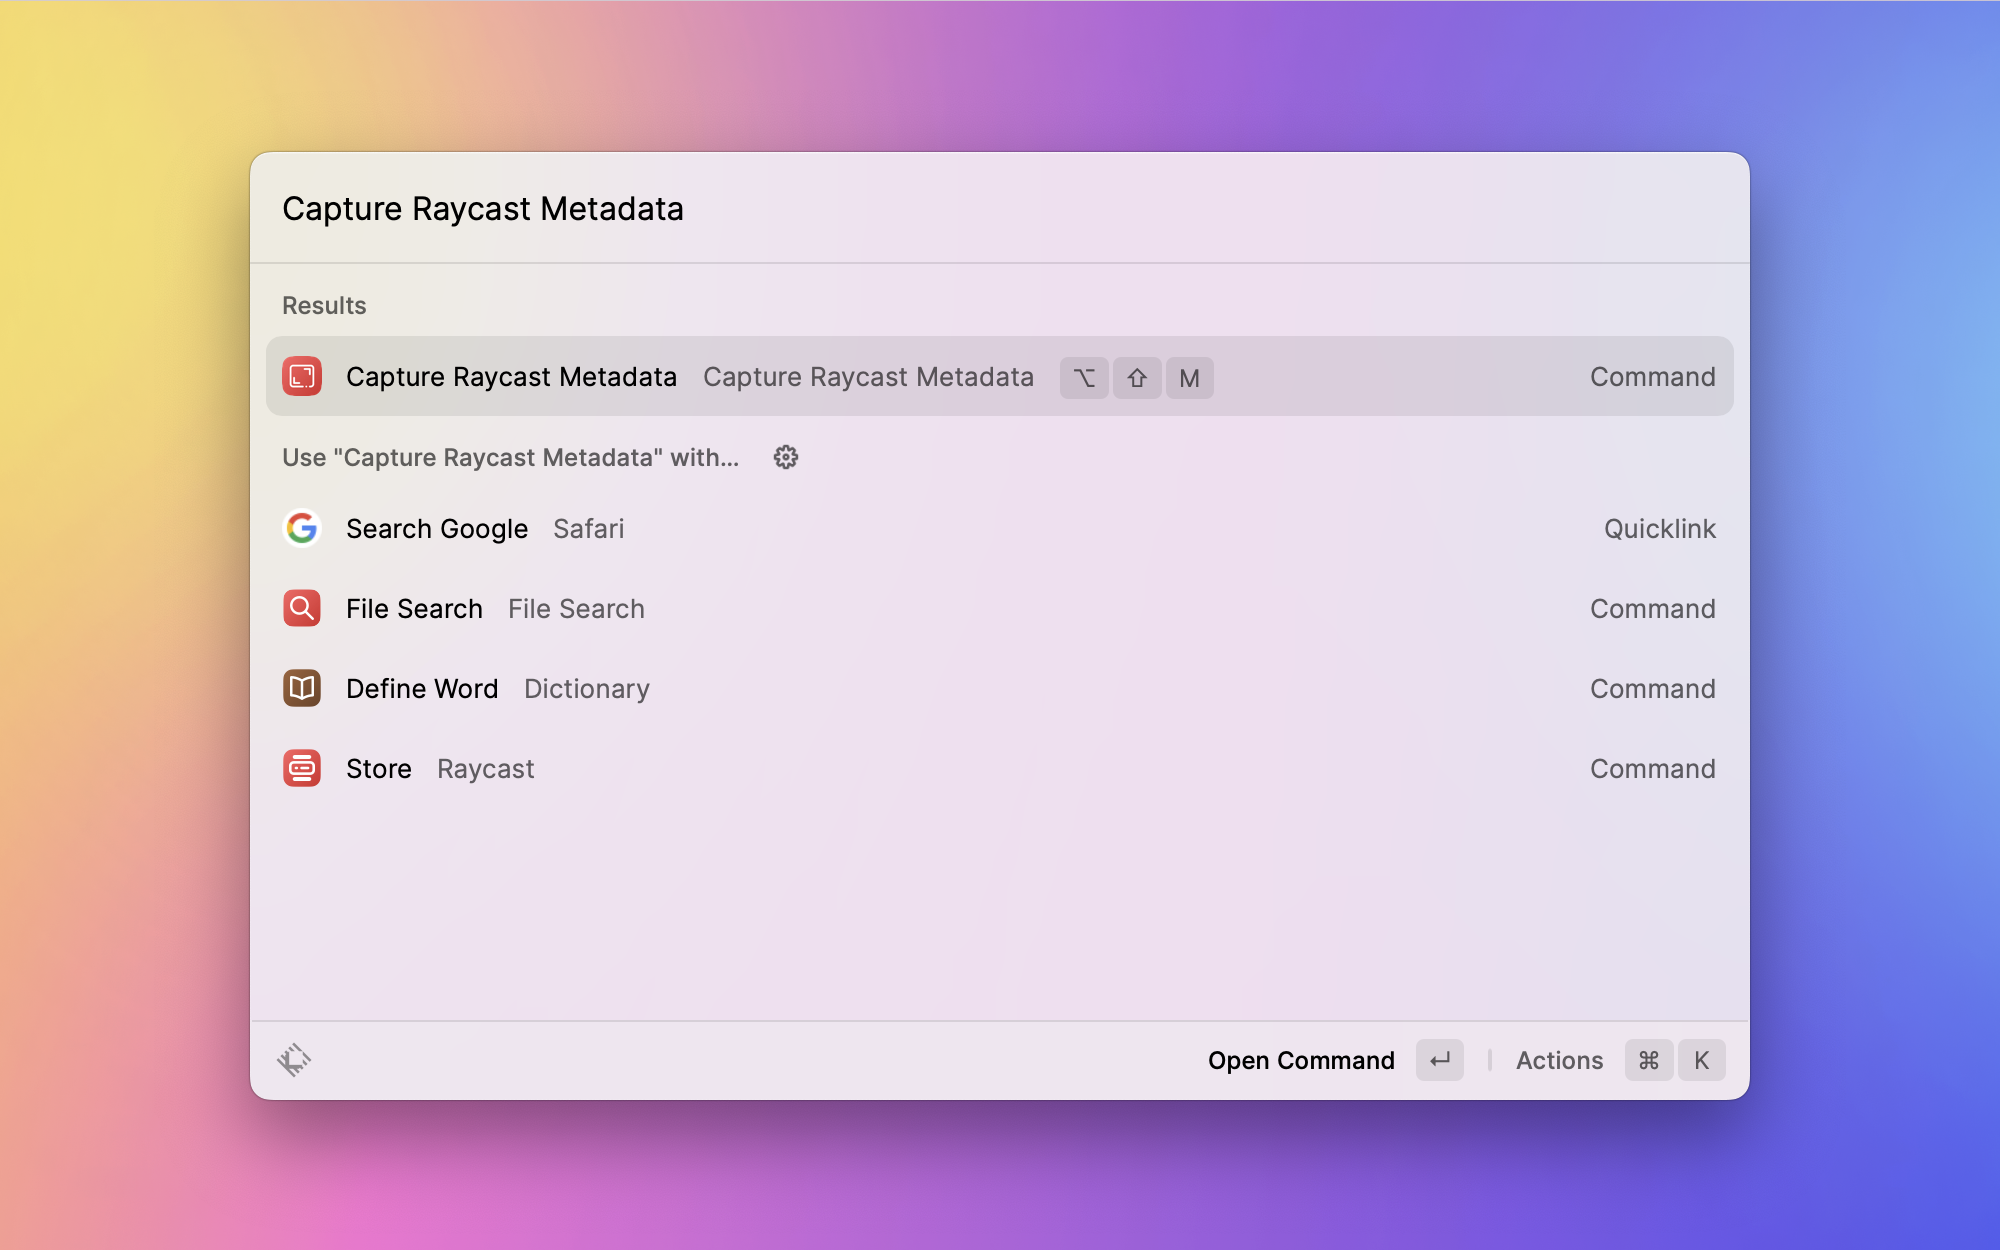 Capture Raycast Metadata
Results
Capture Raycast Metadata Capture Raycast Metadata ⌥ ⇧ M Command
Use "Capture Raycast Metadata" with...
Search Google Safari Quicklink
File Search File Search Command
Define Word Dictionary Command
Store Raycast Command
Open Command ↵ Actions ⌘ K